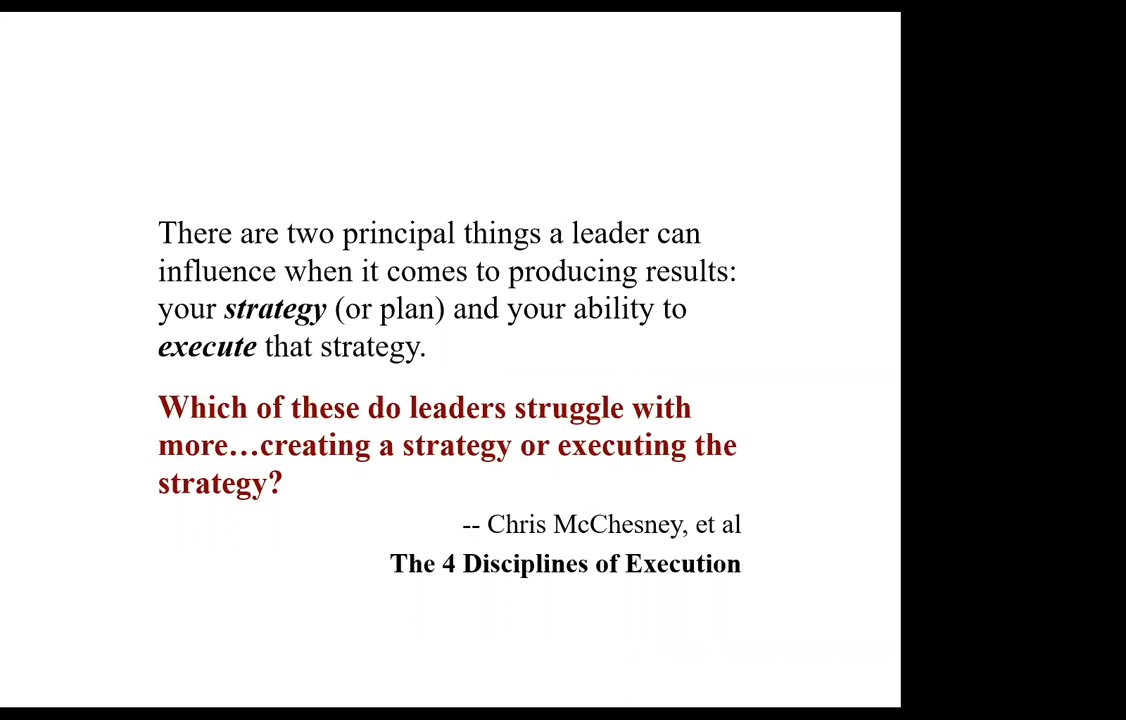 There are two principal things a leader can
influence when it comes to producing results:
your strategy (or plan) and your ability to
execute that strategy.
Which of these do leaders struggle with
more…creating a strategy or executing the
strategy?
-- Chris McChesney, et al
The 4 Disciplines of Execution